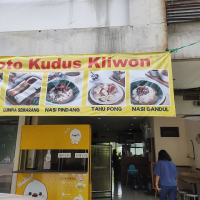 oto Kudus Kliwon
LUMPIA SEMARANG
NASI PINDANG
TAHU PONG
NASI GANDUL